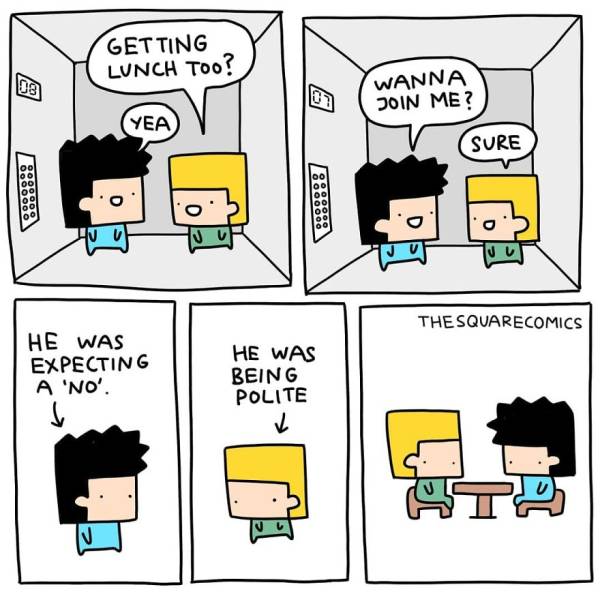 GETTING
LUNCH TOO?
YEA
08
WANNA
JOIN ME?
SURE
07
HE WAS
EXPECTING
A 'NO'.
HE WAS
BEING
POLITE
THESQUARECOMICS